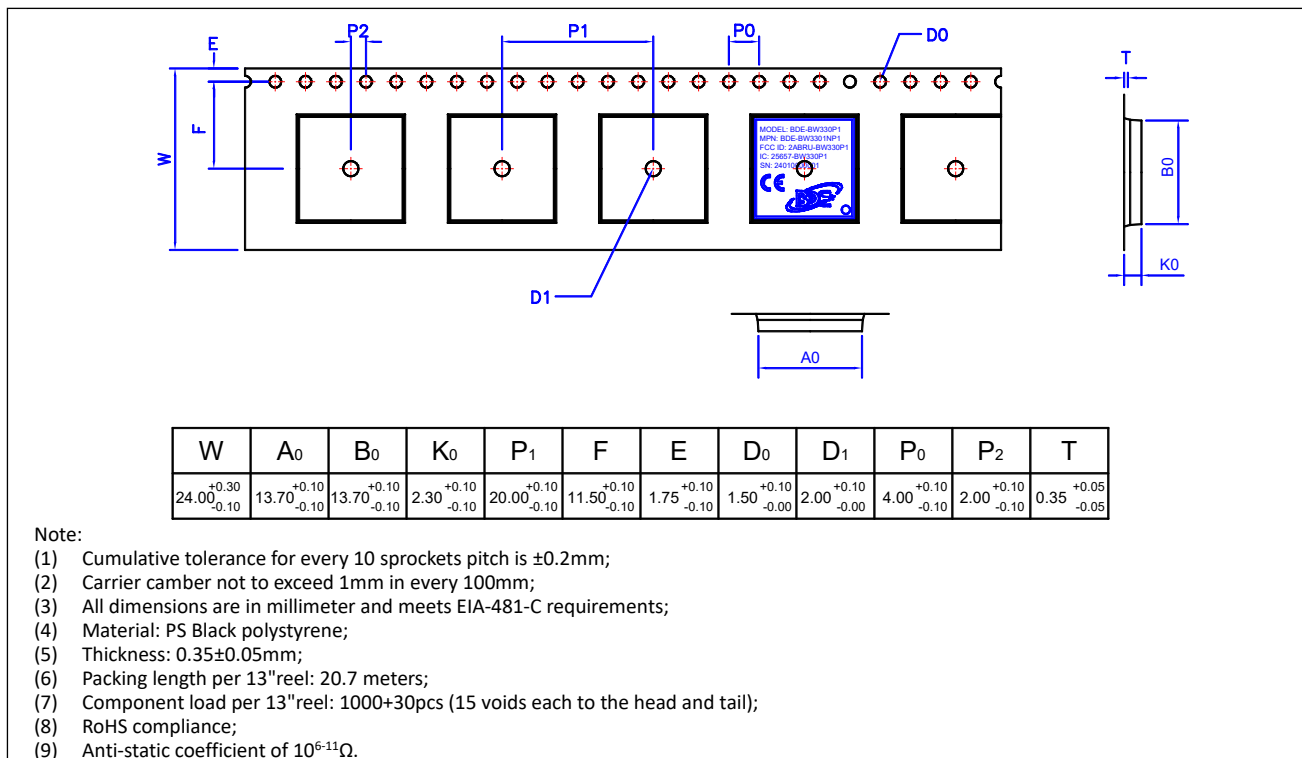 P2
P1
P0
D0
E
T
F
W
MODEL: BDE-BW330P1
MPN: BDE-BW3301NP1
FCC ID: 2ABRU-BW330P1
IC: 25657-BW330P1
CE
BDE
B0
K0
D1
A0
W A0 B0 K0 P1 F E D0 D1 P0 P2 T
24.00 +0.30 -0.10 13.70 +0.10 -0.10 13.70 +0.10 -0.10 2.30 +0.10 -0.10 20.00 +0.10 -0.10 11.50 +0.10 -0.10 1.75 +0.10 -0.10 1.50 +0.10 -0.00 2.00 +0.10 -0.00 4.00 +0.10 -0.10 2.00 +0.10 -0.10 0.35 +0.05 -0.05
Note:
(1) Cumulative tolerance for every 10 sprockets pitch is ±0.2mm;
(2) Carrier camber not to exceed 1mm in every 100mm;
(3) All dimensions are in millimeter and meets EIA-481-C requirements;
(4) Material: PS Black polystyrene;
(5) Thickness: 0.35±0.05mm;
(6) Packing length per 13"reel: 20.7 meters;
(7) Component load per 13"reel: 1000+30pcs (15 voids each to the head and tail);
(8) RoHS compliance;
(9) Anti-static coefficient of 10⁶⁻¹¹Ω.